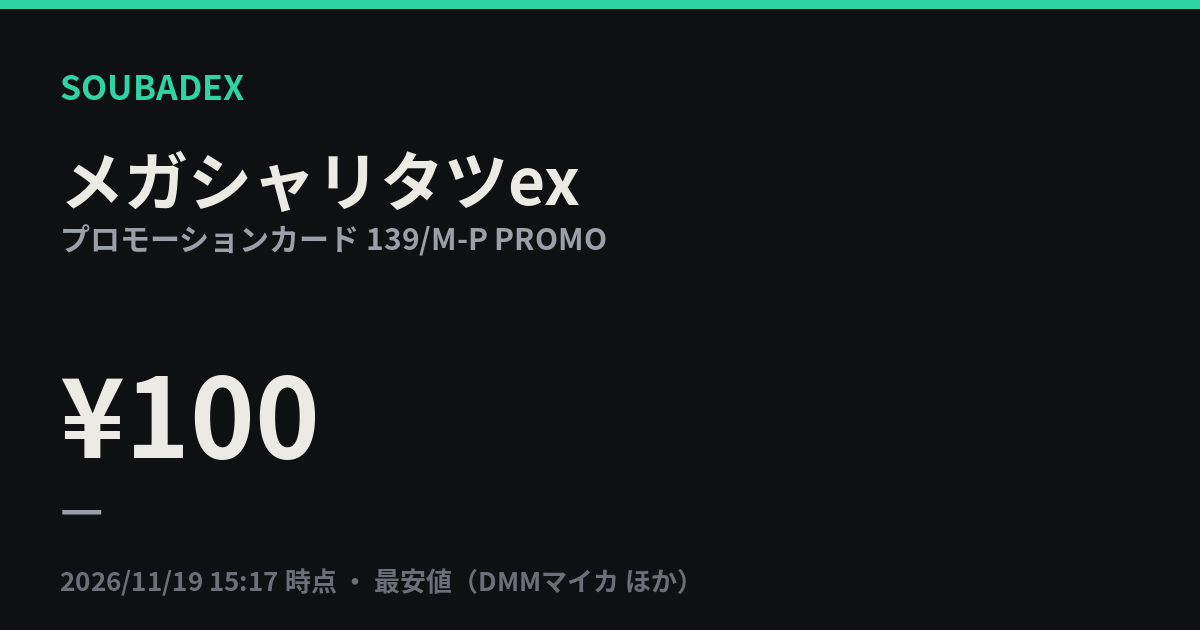 SOUBADEX
メガシャリタツex
プロモーションカード 139/M-P PROMO
¥100
—
2026/11/19 15:17 時点 ・ 最安値（DMMマイカ ほか）